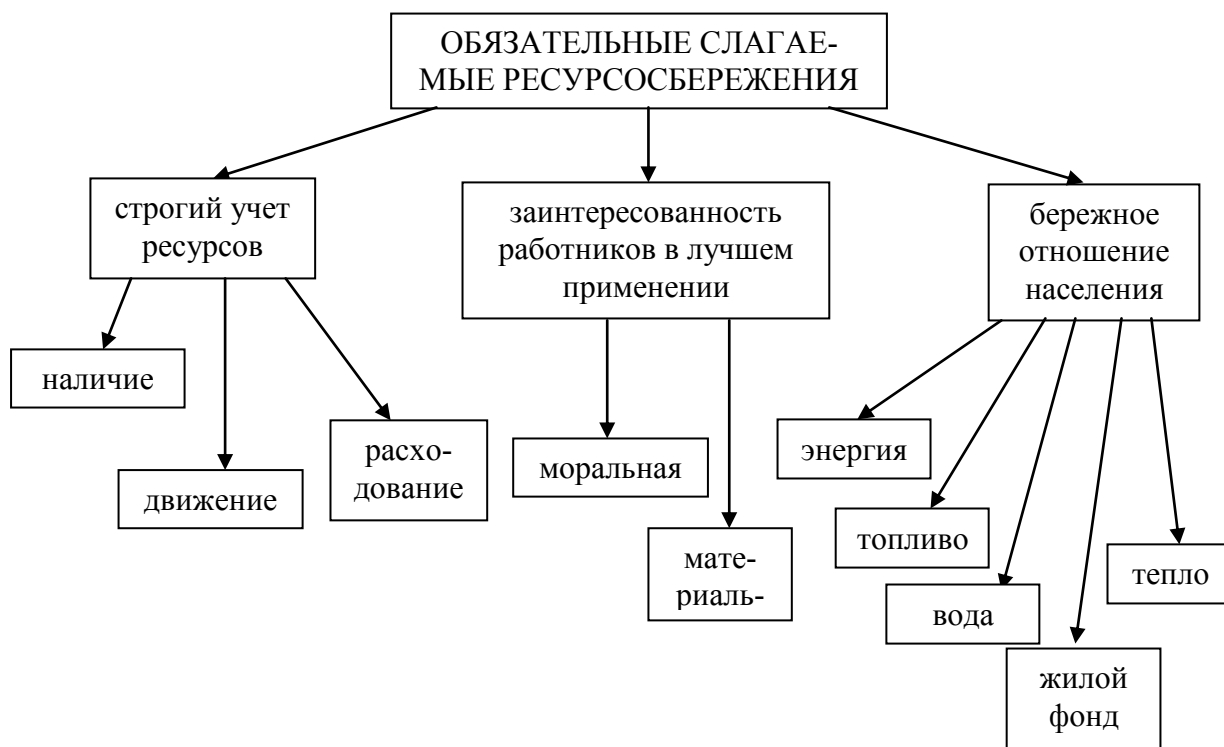 ОБЯЗАТЕЛЬНЫЕ СЛАГАЕ-
МЫЕ РЕСУРСОСБЕРЕЖЕНИЯ
строгий учет
ресурсов
заинтересованность
работников в лучшем
применении
бережное
отношение
населения
наличие
движение
расхо-
дование
моральная
мате-
риаль-
энергия
топливо
вода
жилой
фонд
тепло